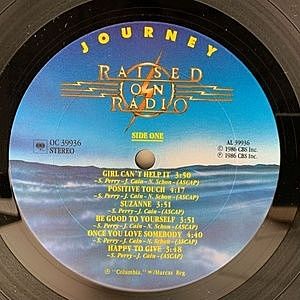 JOURNEY
RAISED
ON
RADIO
SIDE ONE
OC 39936
STEREO
AL 39936
℗ 1986 CBS Inc.
© 1986 CBS Inc.
GIRL CAN'T HELP IT 3:50
- S. Perry - J. Cain - N. Schon - (ASCAP)
POSITIVE TOUCH 4:17
- S. Perry - J. Cain - N. Schon - (ASCAP)
SUZANNE 3:51
- S. Perry - J. Cain - (ASCAP)
BE GOOD TO YOURSELF 3:51
- S. Perry - J. Cain - N. Schon - (ASCAP)
ONCE YOU LOVE SOMEBODY 4:40
- S. Perry - J. Cain - N. Schon - (ASCAP)
HAPPY TO GIVE 3:48
- S. Perry - J. Cain - (ASCAP)
"Columbia," Marcas Reg.